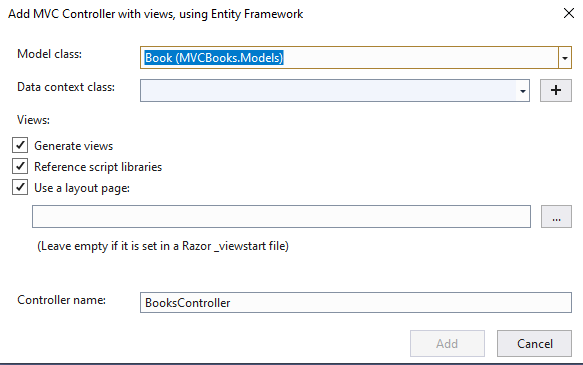 Add MVC Controller with views, using Entity Framework
Model class: Book (MVCBooks.Models)
Data context class:
+
Views:
Generate views
Reference script libraries
Use a layout page:
...
(Leave empty if it is set in a Razor _viewstart file)
Controller name: BooksController
Add Cancel